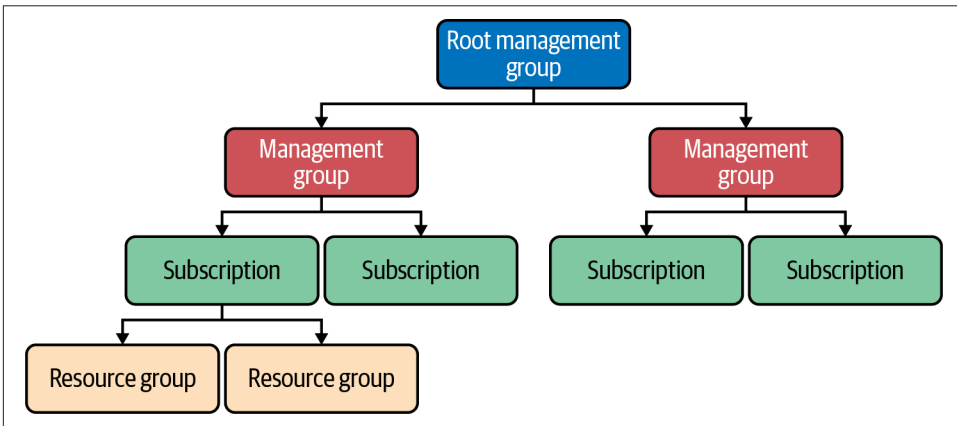 Root management
group
Management
group
Management
group
Subscription
Subscription
Subscription
Subscription
Resource group
Resource group